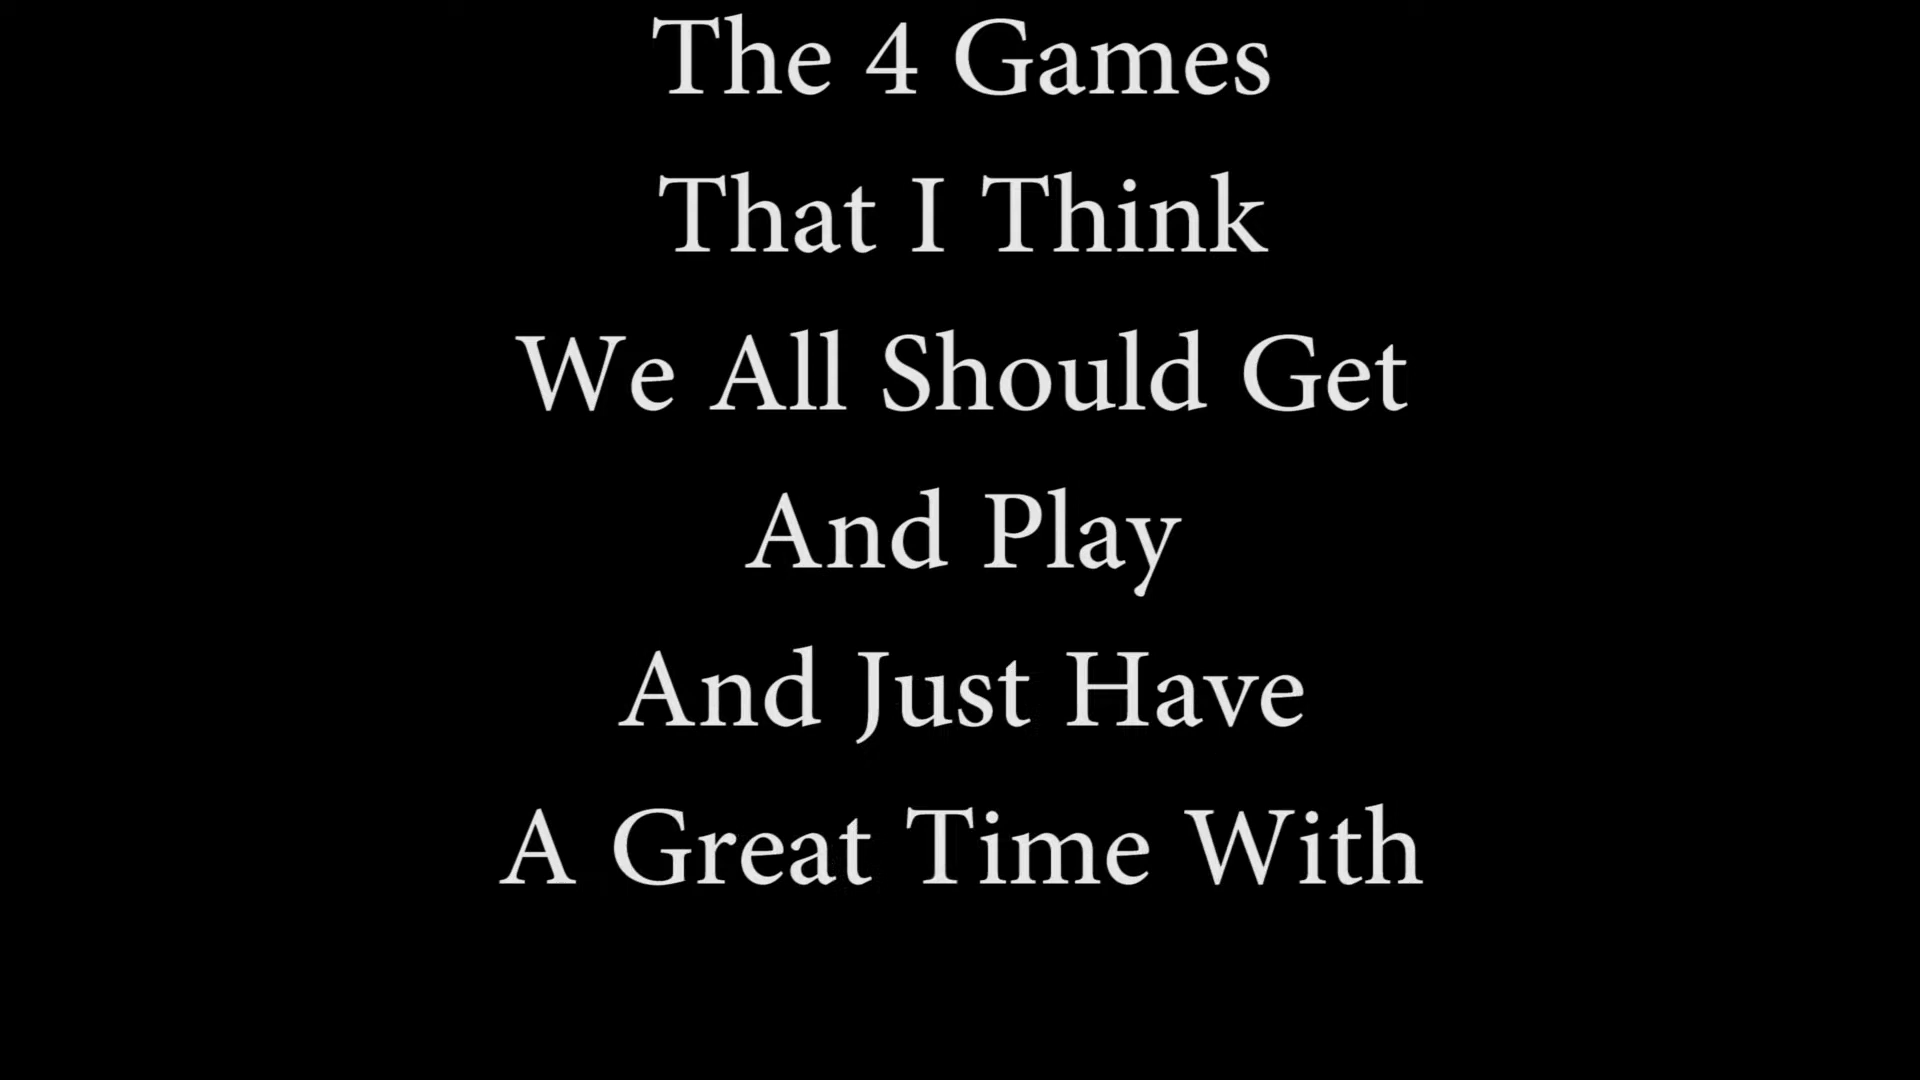 The 4 Games
That I Think
We All Should Get
And Play
And Just Have
A Great Time With